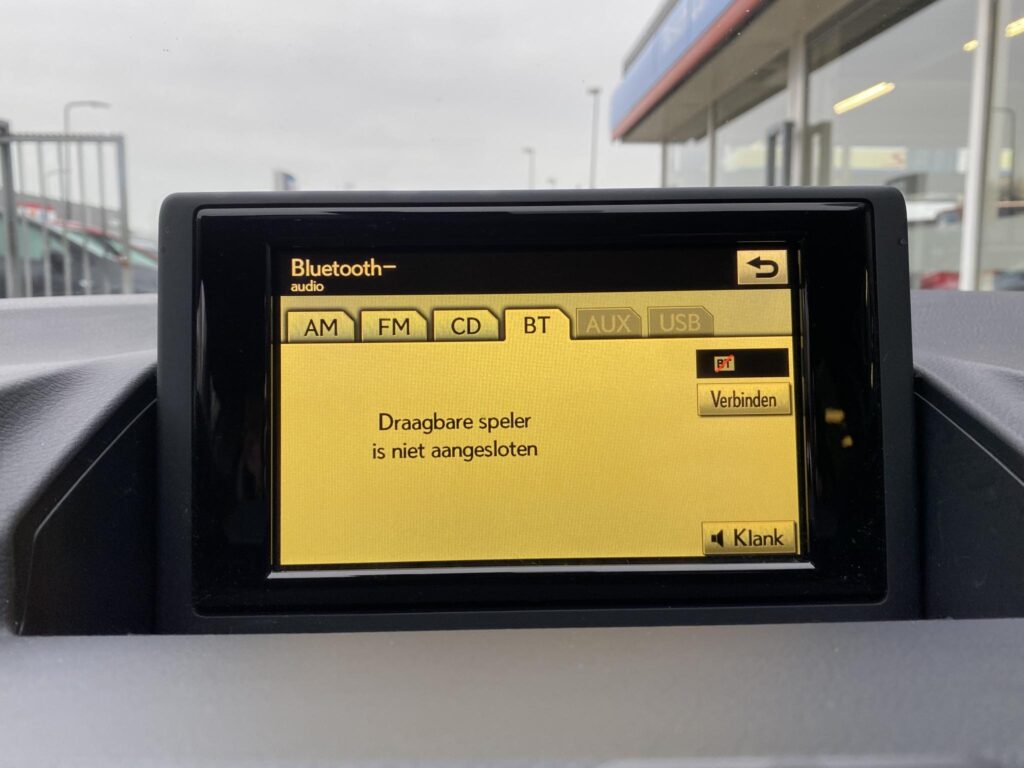 Bluetooth–
audio
AM FM CD BT AUX USB
BT
Verbinden
Draagbare speler
is niet aangesloten
Klank